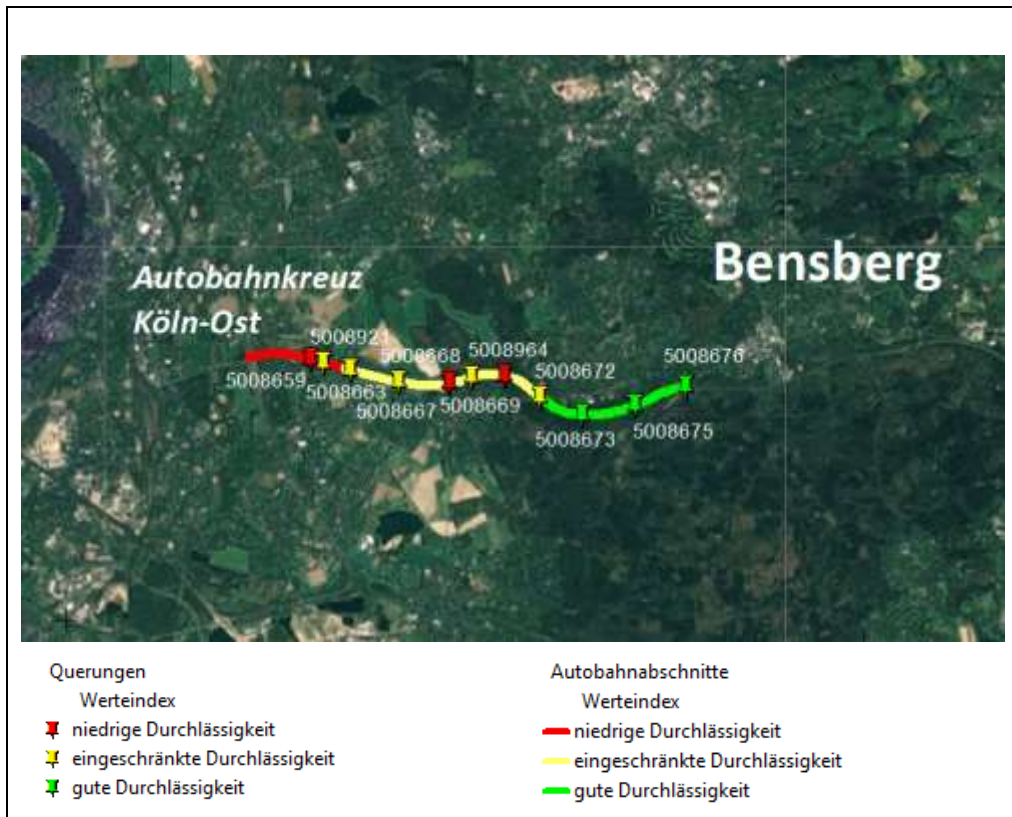 Bensberg
Autobahnkreuz
Köln-Ost
5008921
5008668
5008964
5008676
5008659
5008663
5008672
5008667
5008669
5008673
5008675
Querungen
Werteindex
niedrige Durchlässigkeit
eingeschränkte Durchlässigkeit
gute Durchlässigkeit
Autobahnabschnitte
Werteindex
niedrige Durchlässigkeit
eingeschränkte Durchlässigkeit
gute Durchlässigkeit